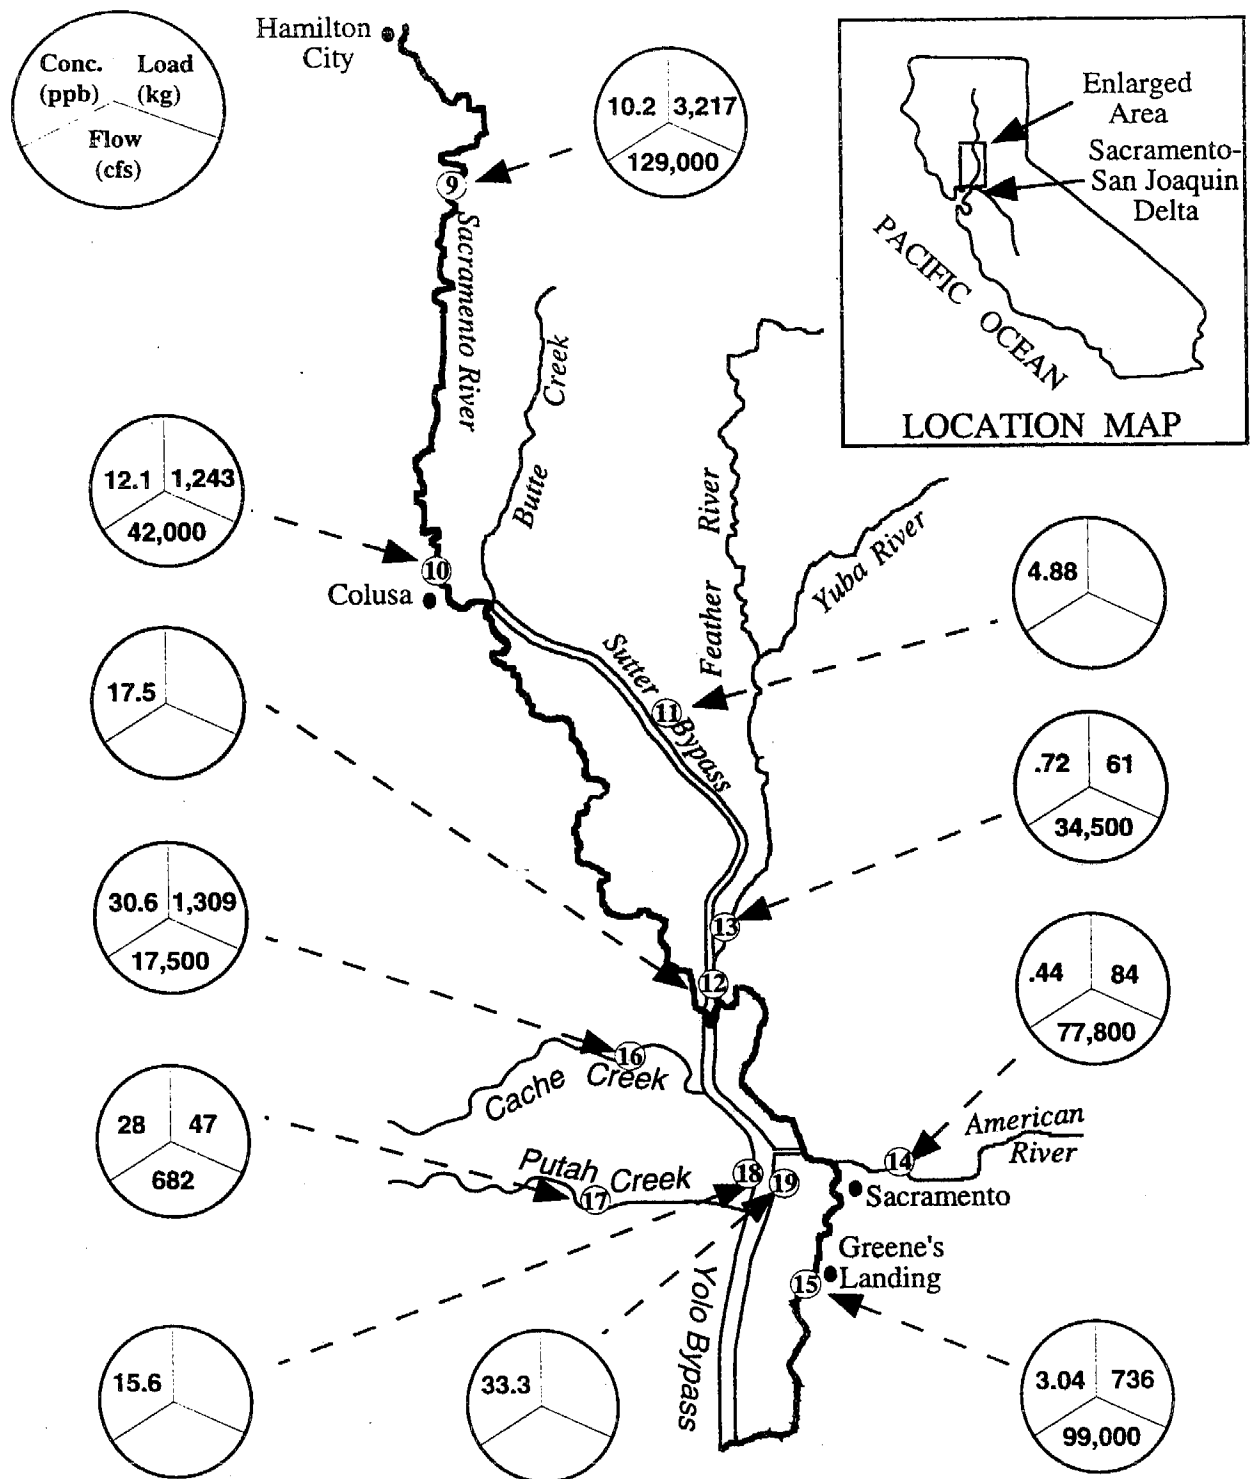 Conc.
(ppb)
Load
(kg)
Flow
(cfs)
Hamilton
City
10.2
3,217
129,000
9
Sacramento River
Enlarged
Area
Sacramento-
San Joaquin
Delta
PACIFIC OCEAN
LOCATION MAP
Butte Creek
Feather River
Yuba River
12.1
1,243
42,000
10
Colusa
4.88
Sutter Bypass
11
17.5
.72
61
34,500
30.6
1,309
17,500
13
12
.44
84
77,800
16
Cache Creek
28
47
682
American
River
14
Putah Creek
17
18
19
Sacramento
Greene's
Landing
15
Yolo Bypass
15.6
33.3
3.04
736
99,000